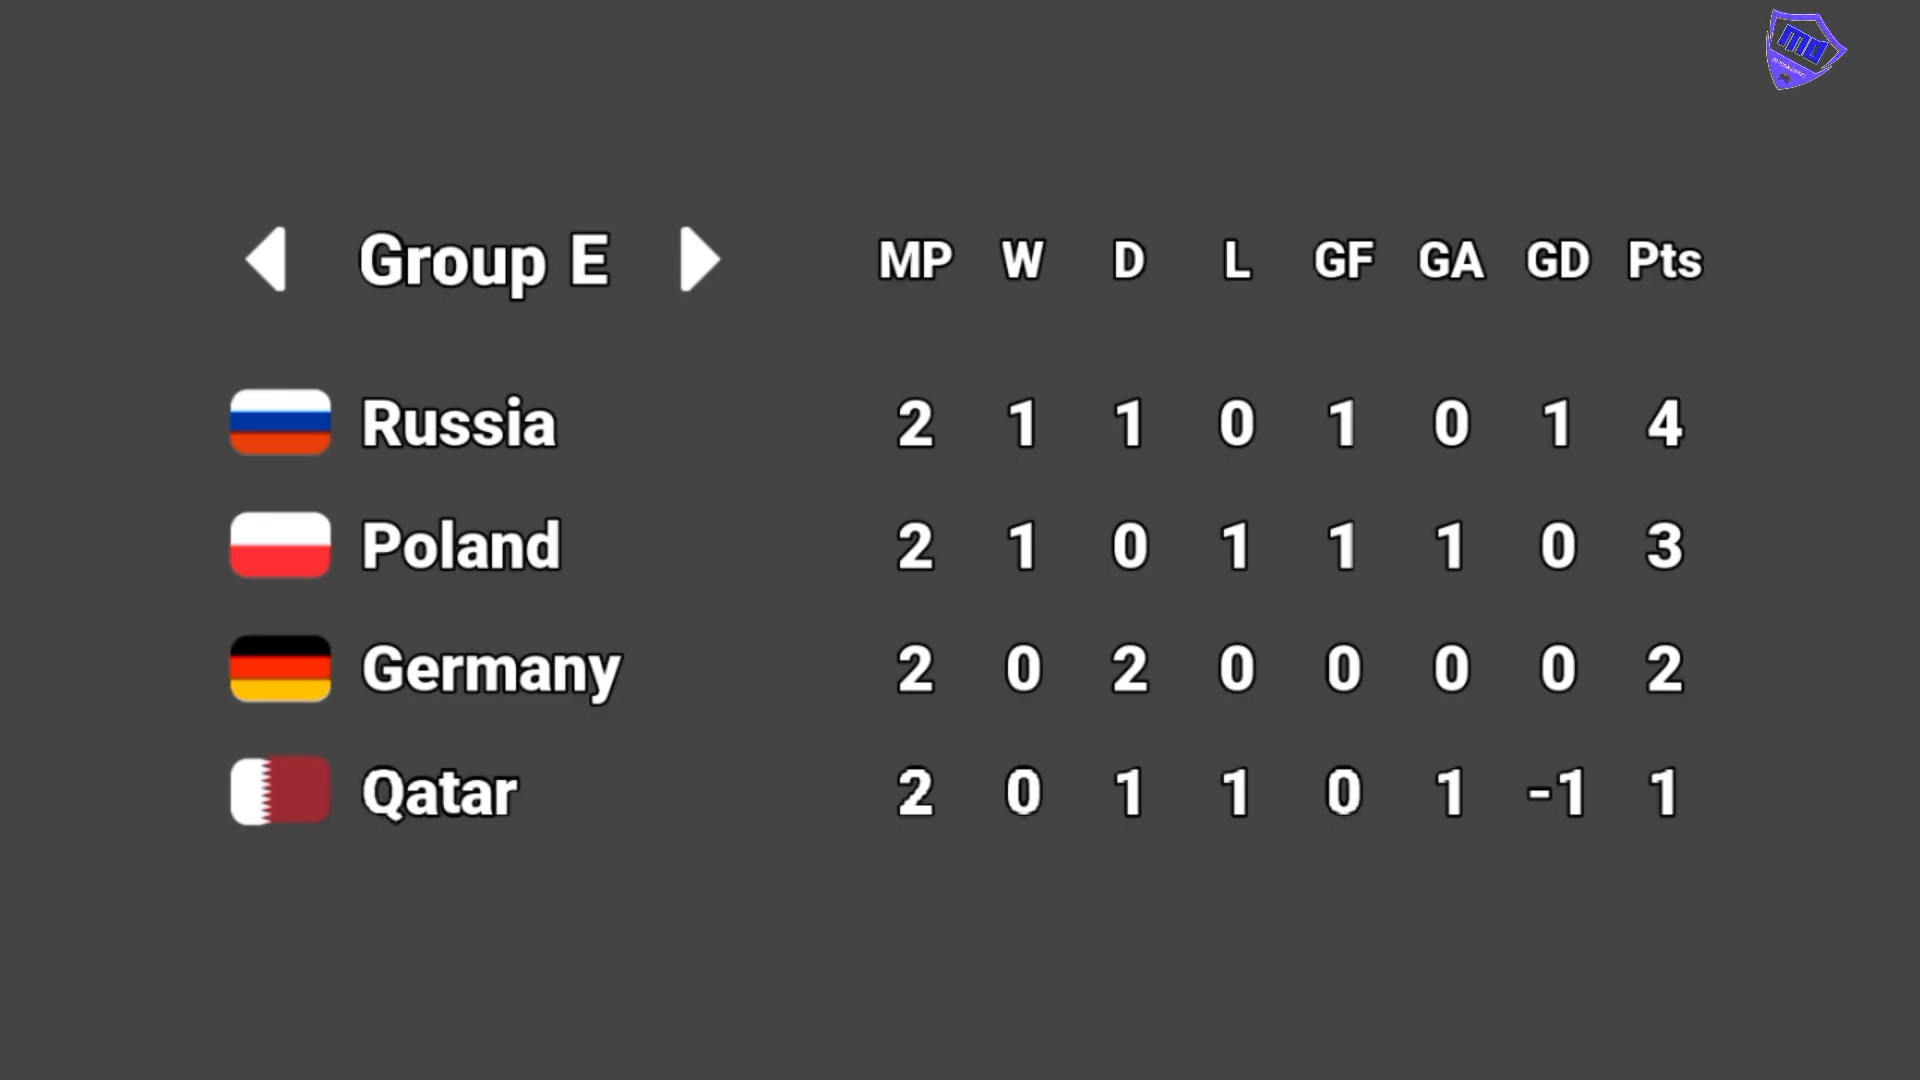 Group E MP W D L GF GA GD Pts
Russia 2 1 1 0 1 0 1 4
Poland 2 1 0 1 1 1 0 3
Germany 2 0 2 0 0 0 0 2
Qatar 2 0 1 1 0 1 -1 1